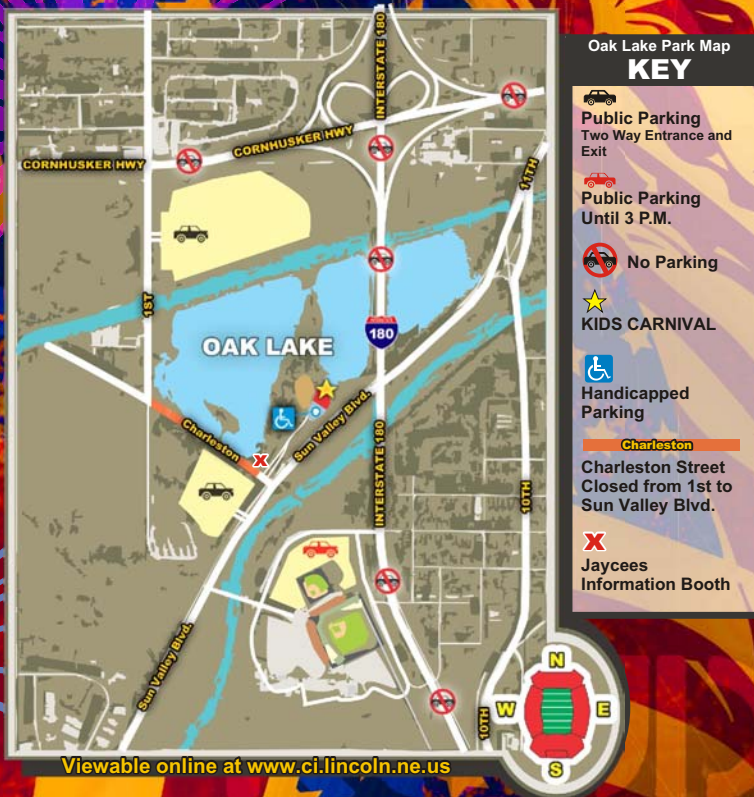 INTERSTATE 180
CORNHUSKER HWY
CORNHUSKER HWY
11TH
1ST
OAK LAKE
INTERSTATE
180
Sun Valley Blvd.
Charleston
X
INTERSTATE 180
10TH
Sun Valley Blvd.
10TH
N
W
E
S
Viewable online at www.ci.lincoln.ne.us
Oak Lake Park Map
KEY
Public Parking
Two Way Entrance and
Exit
Public Parking
Until 3 P.M.
No Parking
KIDS CARNIVAL
Handicapped
Parking
Charleston
Charleston Street
Closed from 1st to
Sun Valley Blvd.
X
Jaycees
Information Booth